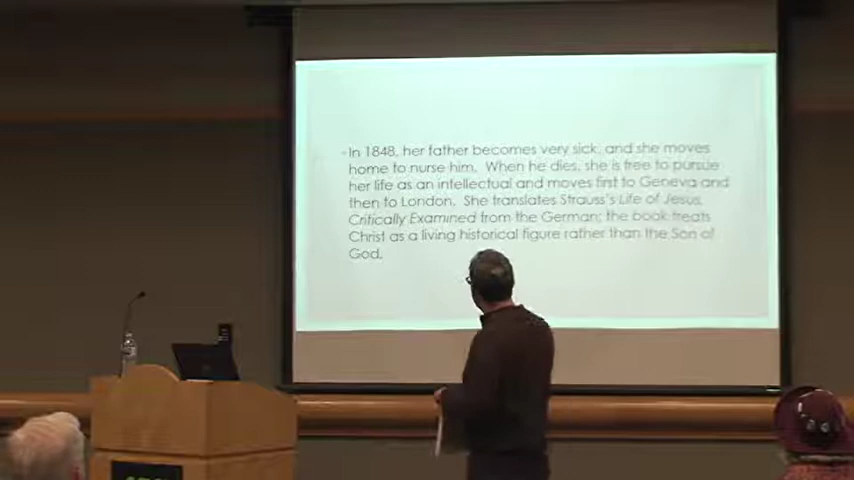 - In 1848, her father becomes very sick, and she moves
home to nurse him. When he dies, she is free to pursue
her life as an intellectual and moves first to Geneva and
then to London. She translates Strauss's Life of Jesus,
Critically Examined from the German; the book treats
Christ as a living historical figure rather than the Son of
God.